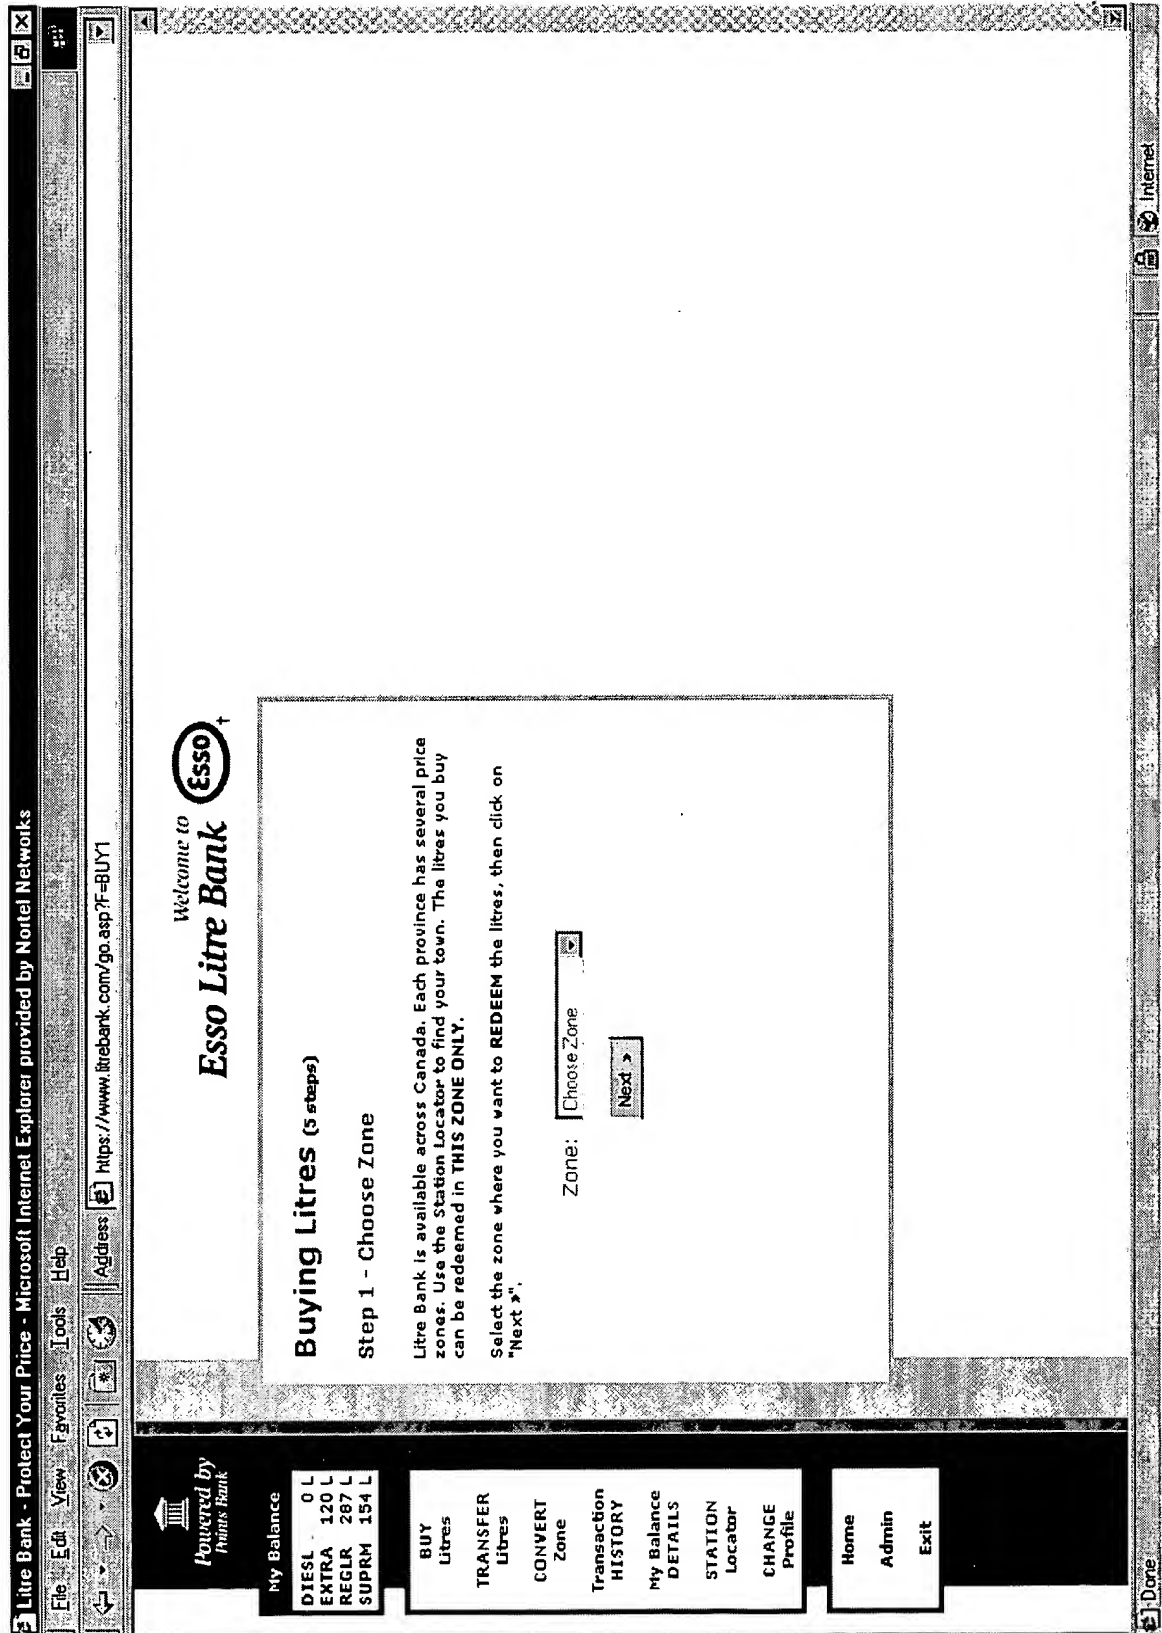 Litre Bank - Protect Your Price - Microsoft Internet Explorer provided by Nortel Networks
File Edit View Favorites Tools Help
Address https://www.litrebank.com/go.asp?F=BUY1
Powered by
Welcome to
Esso Litre Bank Esso †
My Balance
DIESL 0 L
EXTRA 120 L
REGLR 287 L
SUPRM 154 L
BUY
Litres
TRANSFER
Litres
CONVERT
Zone
Transaction
HISTORY
My Balance
DETAILS
STATION
Locator
CHANGE
Profile
Home
Admin
Exit
Buying Litres (5 steps)
Step 1 - Choose Zone
Litre Bank is available across Canada. Each province has several price
zones. Use the Station Locator to find your town. The litres you buy
can be redeemed in THIS ZONE ONLY.
Select the zone where you want to REDEEM the litres, then click on
"Next »".
Zone: Choose Zone
Next »
Done
Internet